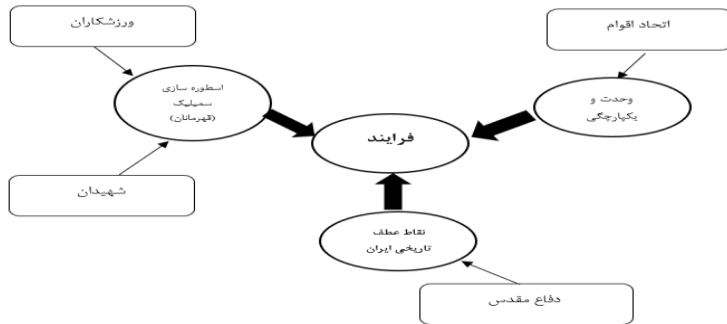 ورزشکاران
اتحاد اقوام
اسطوره سازی
سمبلیک
(قهرمانان)
وحدت و
یکپارچگی
فرایند
شهیدان
نقاط عطف
تاریخی ایران
دفاع مقدس